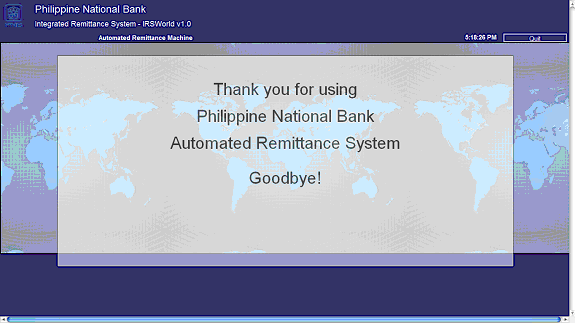 Philippine National Bank
Integrated Remittance System - IRSWorld v1.0
Automated Remittance Machine
5:18:26 PM
Quit
Thank you for using
Philippine National Bank
Automated Remittance System
Goodbye!